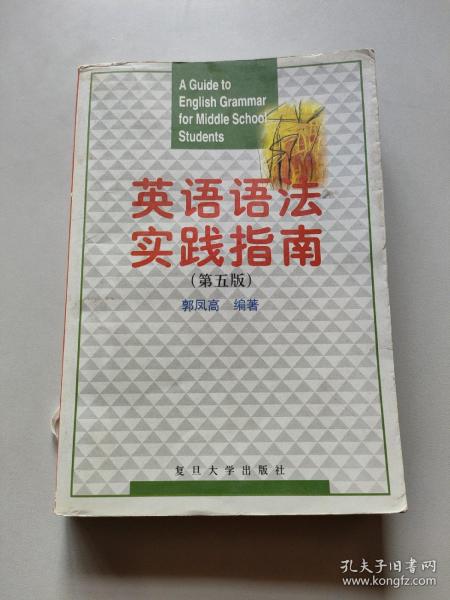 A Guide to
English Grammar
for Middle School
Students
英语语法
实践指南
（第五版）
郭凤高 编著
复旦大学出版社
孔夫子旧书网
www.kongfz.com